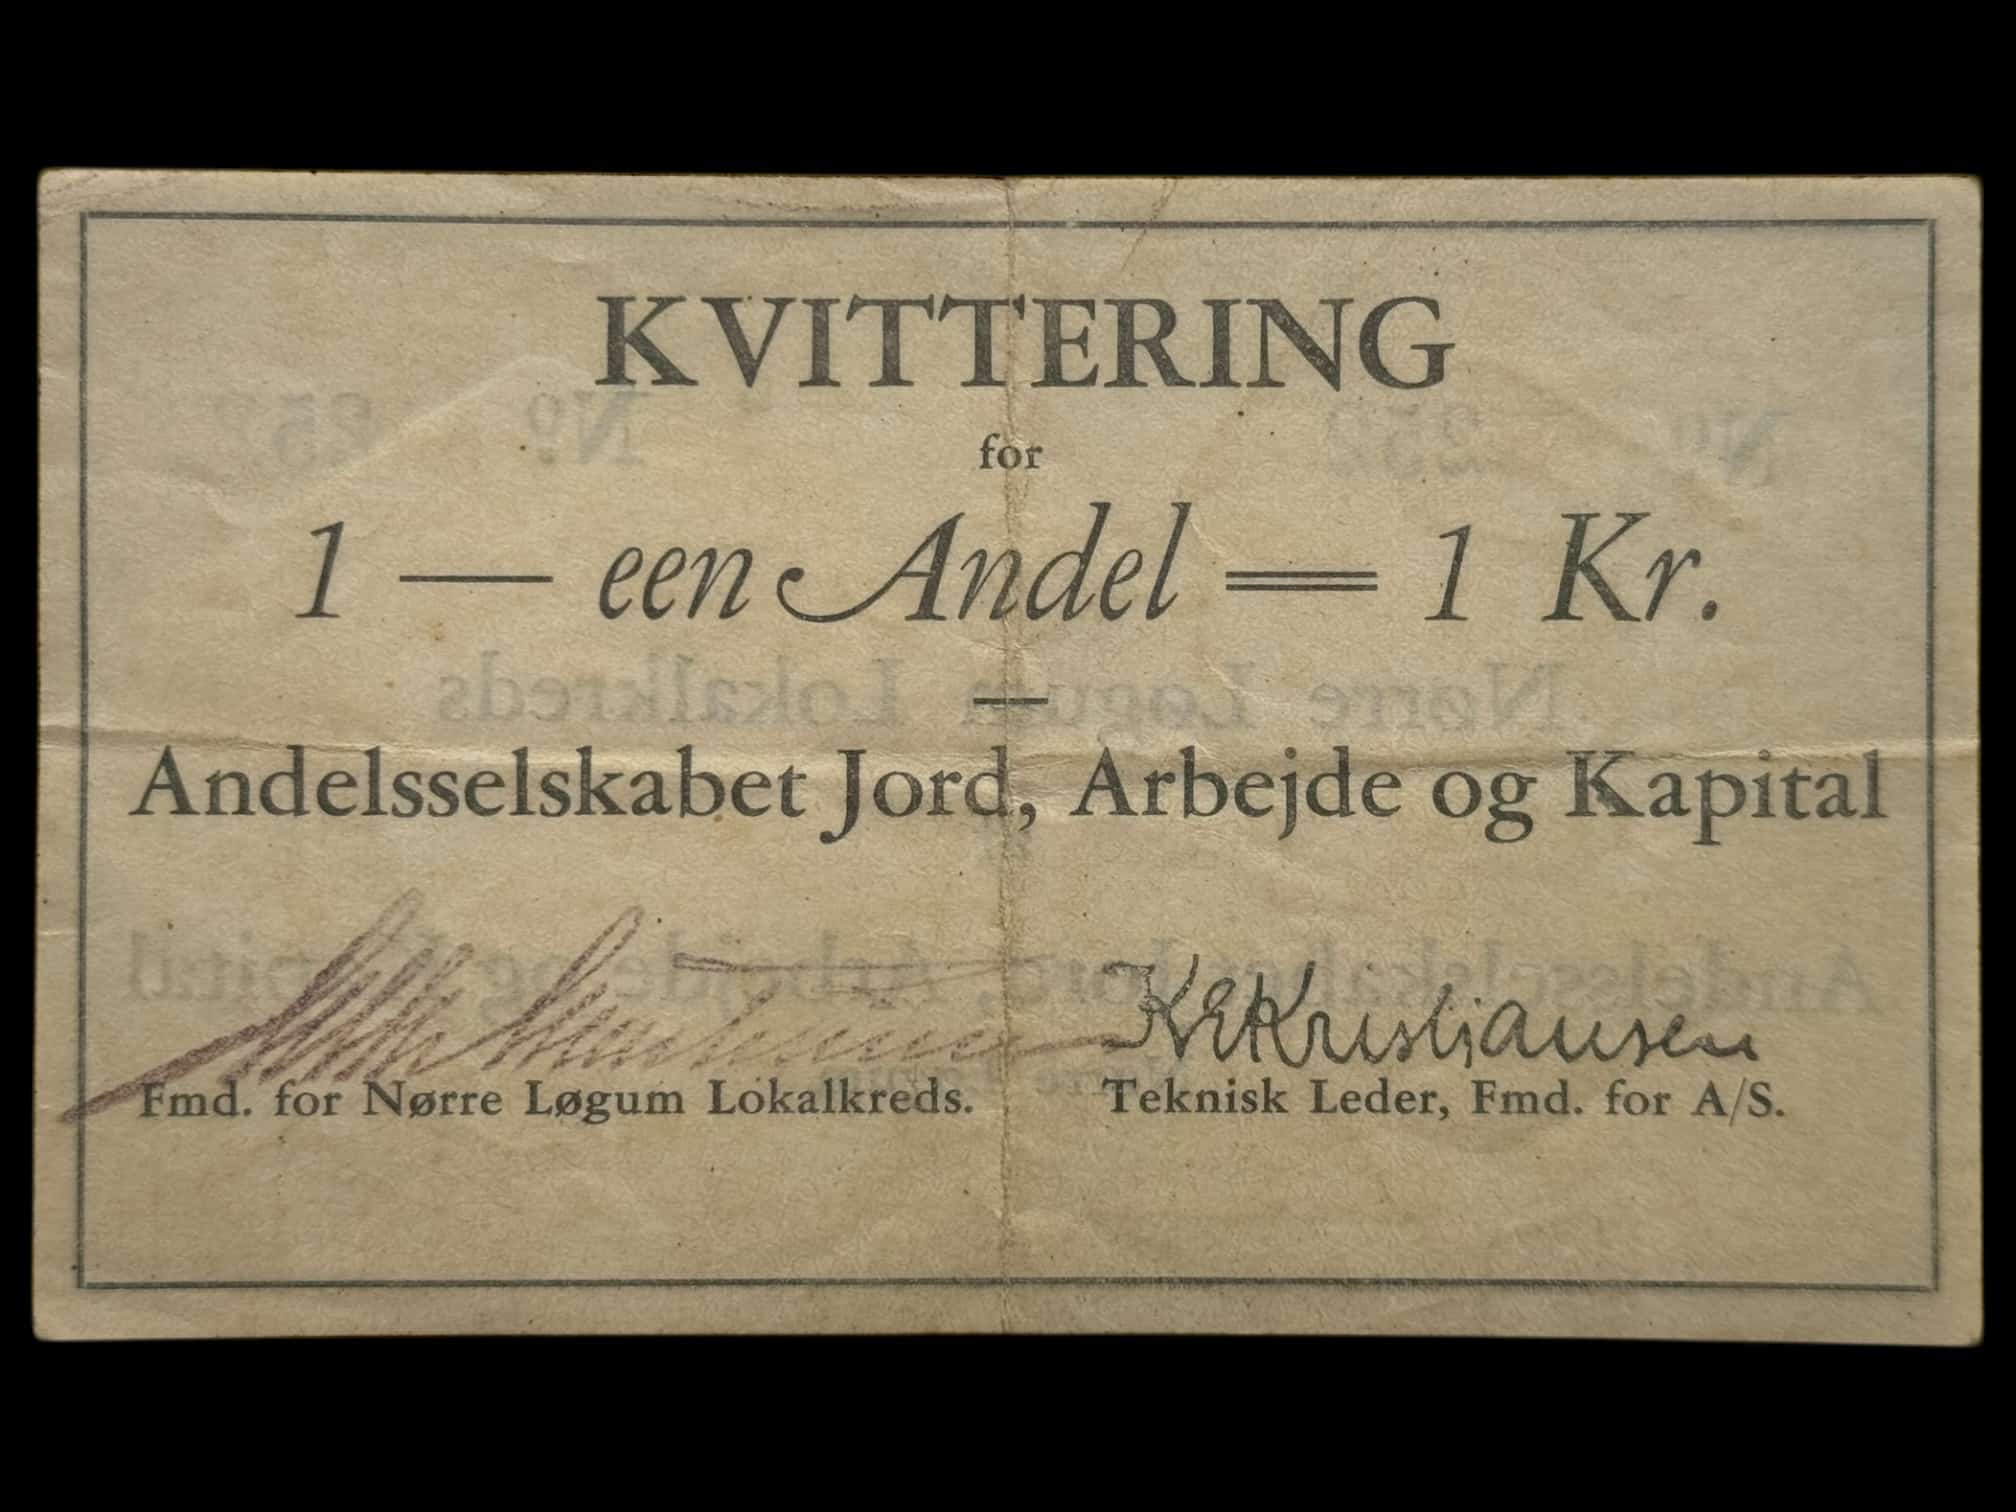 KVITTERING
for
1 — een Andel = 1 Kr.
Andelsselskabet Jord, Arbejde og Kapital
K E Kristjansen
Fmd. for Nørre Løgum Lokalkreds.
Teknisk Leder, Fmd. for A/S.